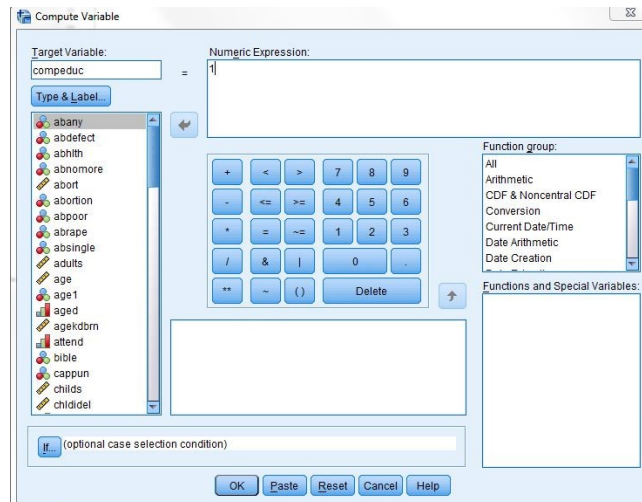 Compute Variable
Target Variable:
compeduc
=
Numeric Expression:
1
Type & Label...
abany
abdefect
abhlth
abnomore
abort
abortion
abpoor
abrape
absingle
adults
age
age1
aged
agekdbrn
attend
bible
cappun
childs
chldidel
+ < > 7 8 9
- <= >= 4 5 6
* = ~= 1 2 3
/ & | 0 .
** ~ ( ) Delete
Function group:
All
Arithmetic
CDF & Noncentral CDF
Conversion
Current Date/Time
Date Arithmetic
Date Creation
Functions and Special Variables:
If... (optional case selection condition)
OK Paste Reset Cancel Help